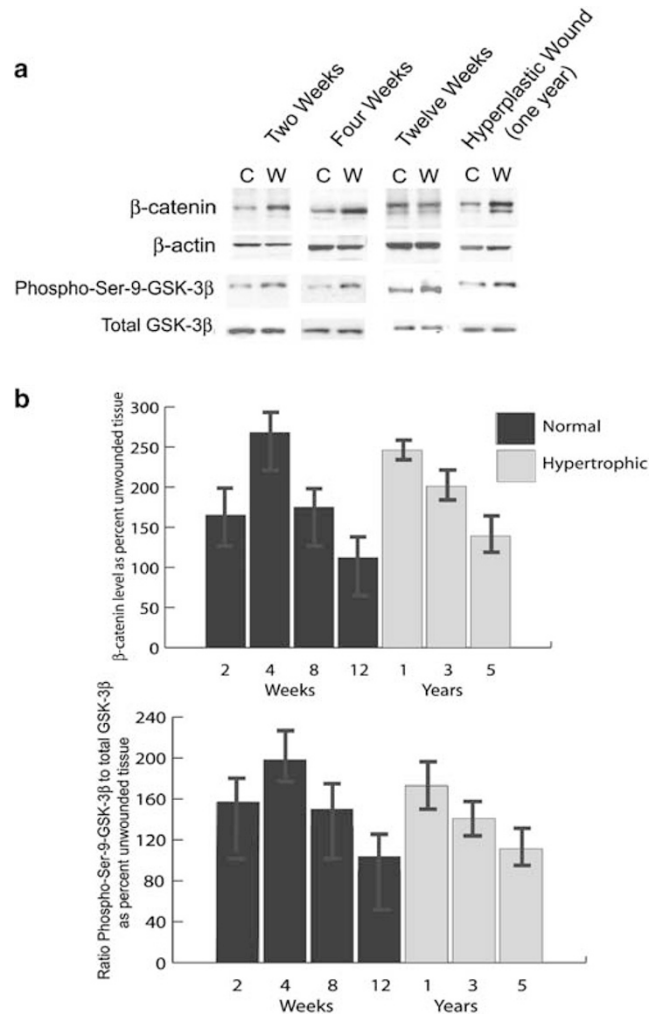 a
Two Weeks
Four Weeks
Twelve Weeks
Hyperplastic Wound
(one year)
C W C W C W C W
β-catenin
β-actin
Phospho-Ser-9-GSK-3β
Total GSK-3β
b
β-catenin level as percent unwounded tissue
300
250
200
150
100
50
0
Normal
Hypertrophic
2 4 8 12 1 3 5
Weeks Years
Ratio Phospho-Ser-9-GSK-3β to total GSK-3β
as percent unwounded tissue
240
200
160
120
80
40
0
2 4 8 12 1 3 5
Weeks Years